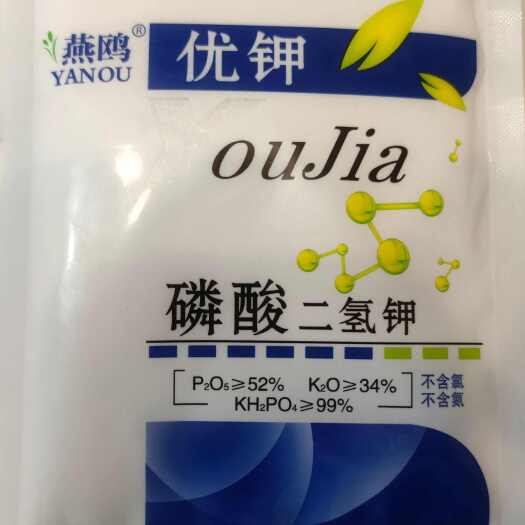 燕鸥®
YANOU
优钾
ouJia
磷酸二氢钾
P₂O₅≥52% K₂O≥34% 不含氯
KH₂PO₄≥99% 不含氮